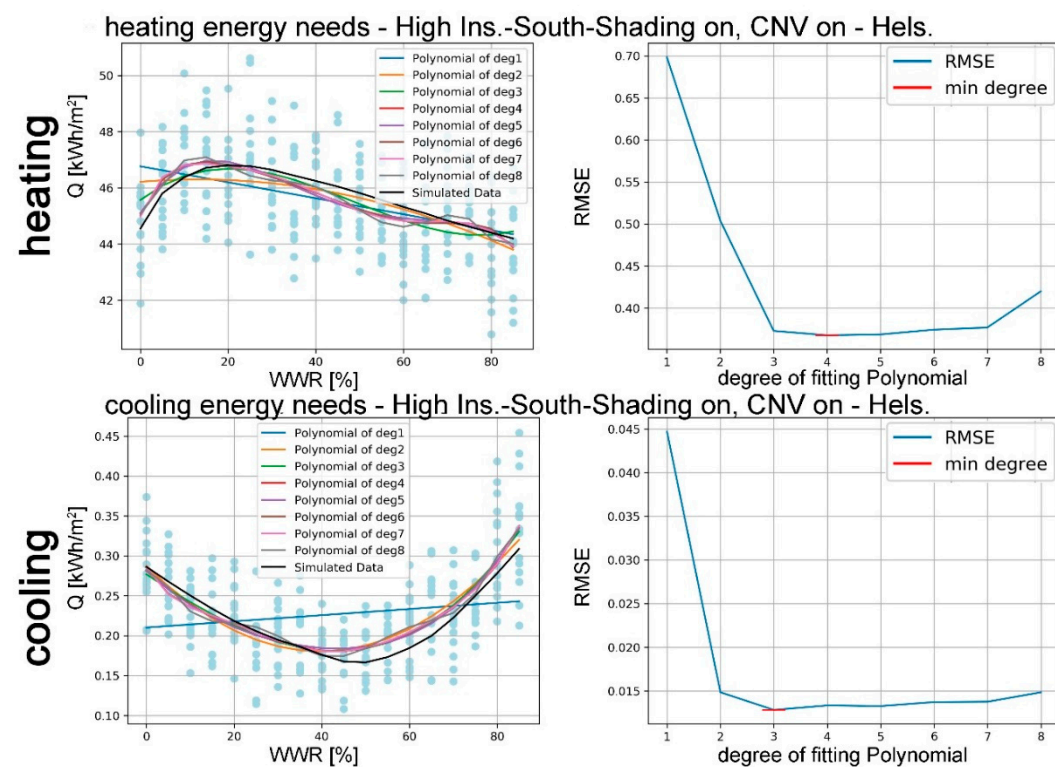 heating energy needs - High Ins.-South-Shading on, CNV on - Hels.
heating
Q [kWh/m²]
50
48
46
44
42
Polynomial of deg1
Polynomial of deg2
Polynomial of deg3
Polynomial of deg4
Polynomial of deg5
Polynomial of deg6
Polynomial of deg7
Polynomial of deg8
Simulated Data
0 20 40 60 80
WWR [%]
RMSE
0.70
0.65
0.60
0.55
0.50
0.45
0.40
RMSE
min degree
1 2 3 4 5 6 7 8
degree of fitting Polynomial
cooling energy needs - High Ins.-South-Shading on, CNV on - Hels.
cooling
Q [kWh/m²]
0.45
0.40
0.35
0.30
0.25
0.20
0.15
0.10
Polynomial of deg1
Polynomial of deg2
Polynomial of deg3
Polynomial of deg4
Polynomial of deg5
Polynomial of deg6
Polynomial of deg7
Polynomial of deg8
Simulated Data
0 20 40 60 80
WWR [%]
RMSE
0.045
0.040
0.035
0.030
0.025
0.020
0.015
RMSE
min degree
1 2 3 4 5 6 7 8
degree of fitting Polynomial